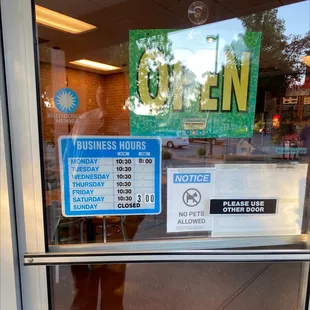 OPEN
BUSINESS HOURS
MONDAY 10:30 8:00
TUESDAY 10:30
WEDNESDAY 10:30
THURSDAY 10:30
FRIDAY 10:30
SATURDAY 10:30 3:00
SUNDAY CLOSED
NOTICE
NO PETS
ALLOWED
PLEASE USE
OTHER DOOR